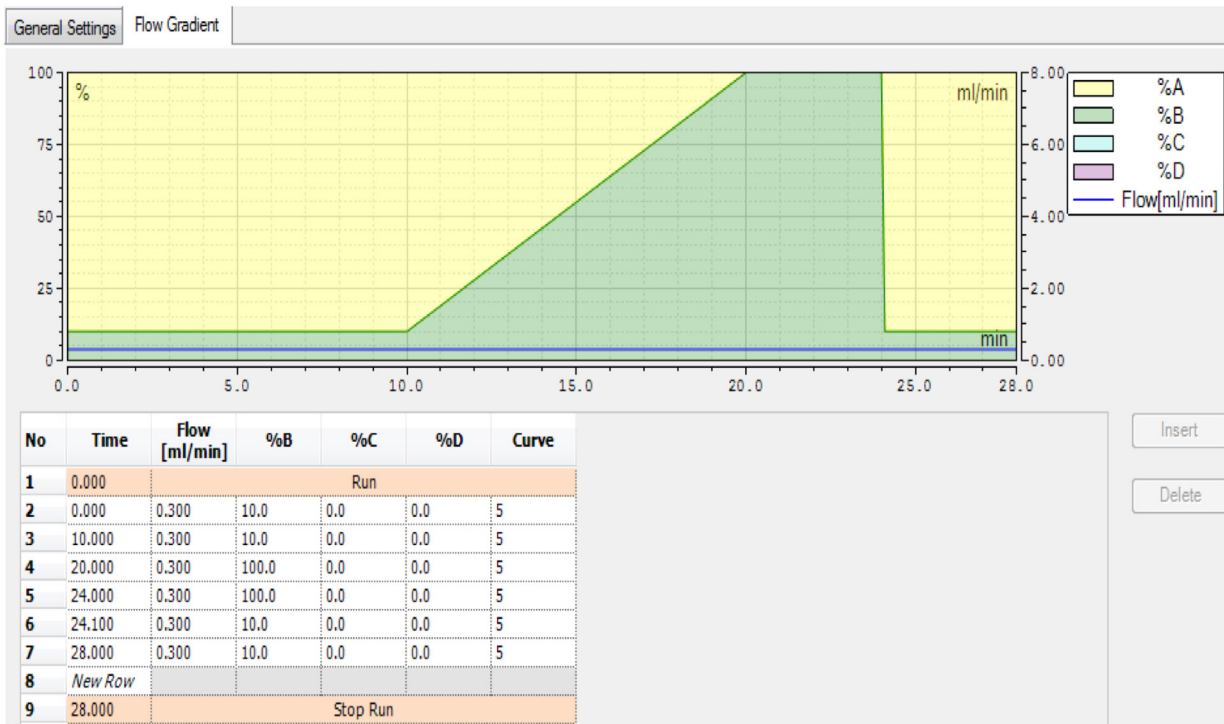 General Settings Flow Gradient
100 % ml/min 8.00 %A
%B
75 6.00 %C
%D
50 4.00 Flow[ml/min]
25 2.00
0 min 0.00
0.0 5.0 10.0 15.0 20.0 25.0 28.0
No Time Flow [ml/min] %B %C %D Curve
1 0.000 Run
2 0.000 0.300 10.0 0.0 0.0 5
3 10.000 0.300 10.0 0.0 0.0 5
4 20.000 0.300 100.0 0.0 0.0 5
5 24.000 0.300 100.0 0.0 0.0 5
6 24.100 0.300 10.0 0.0 0.0 5
7 28.000 0.300 10.0 0.0 0.0 5
8 New Row
9 28.000 Stop Run
Insert
Delete